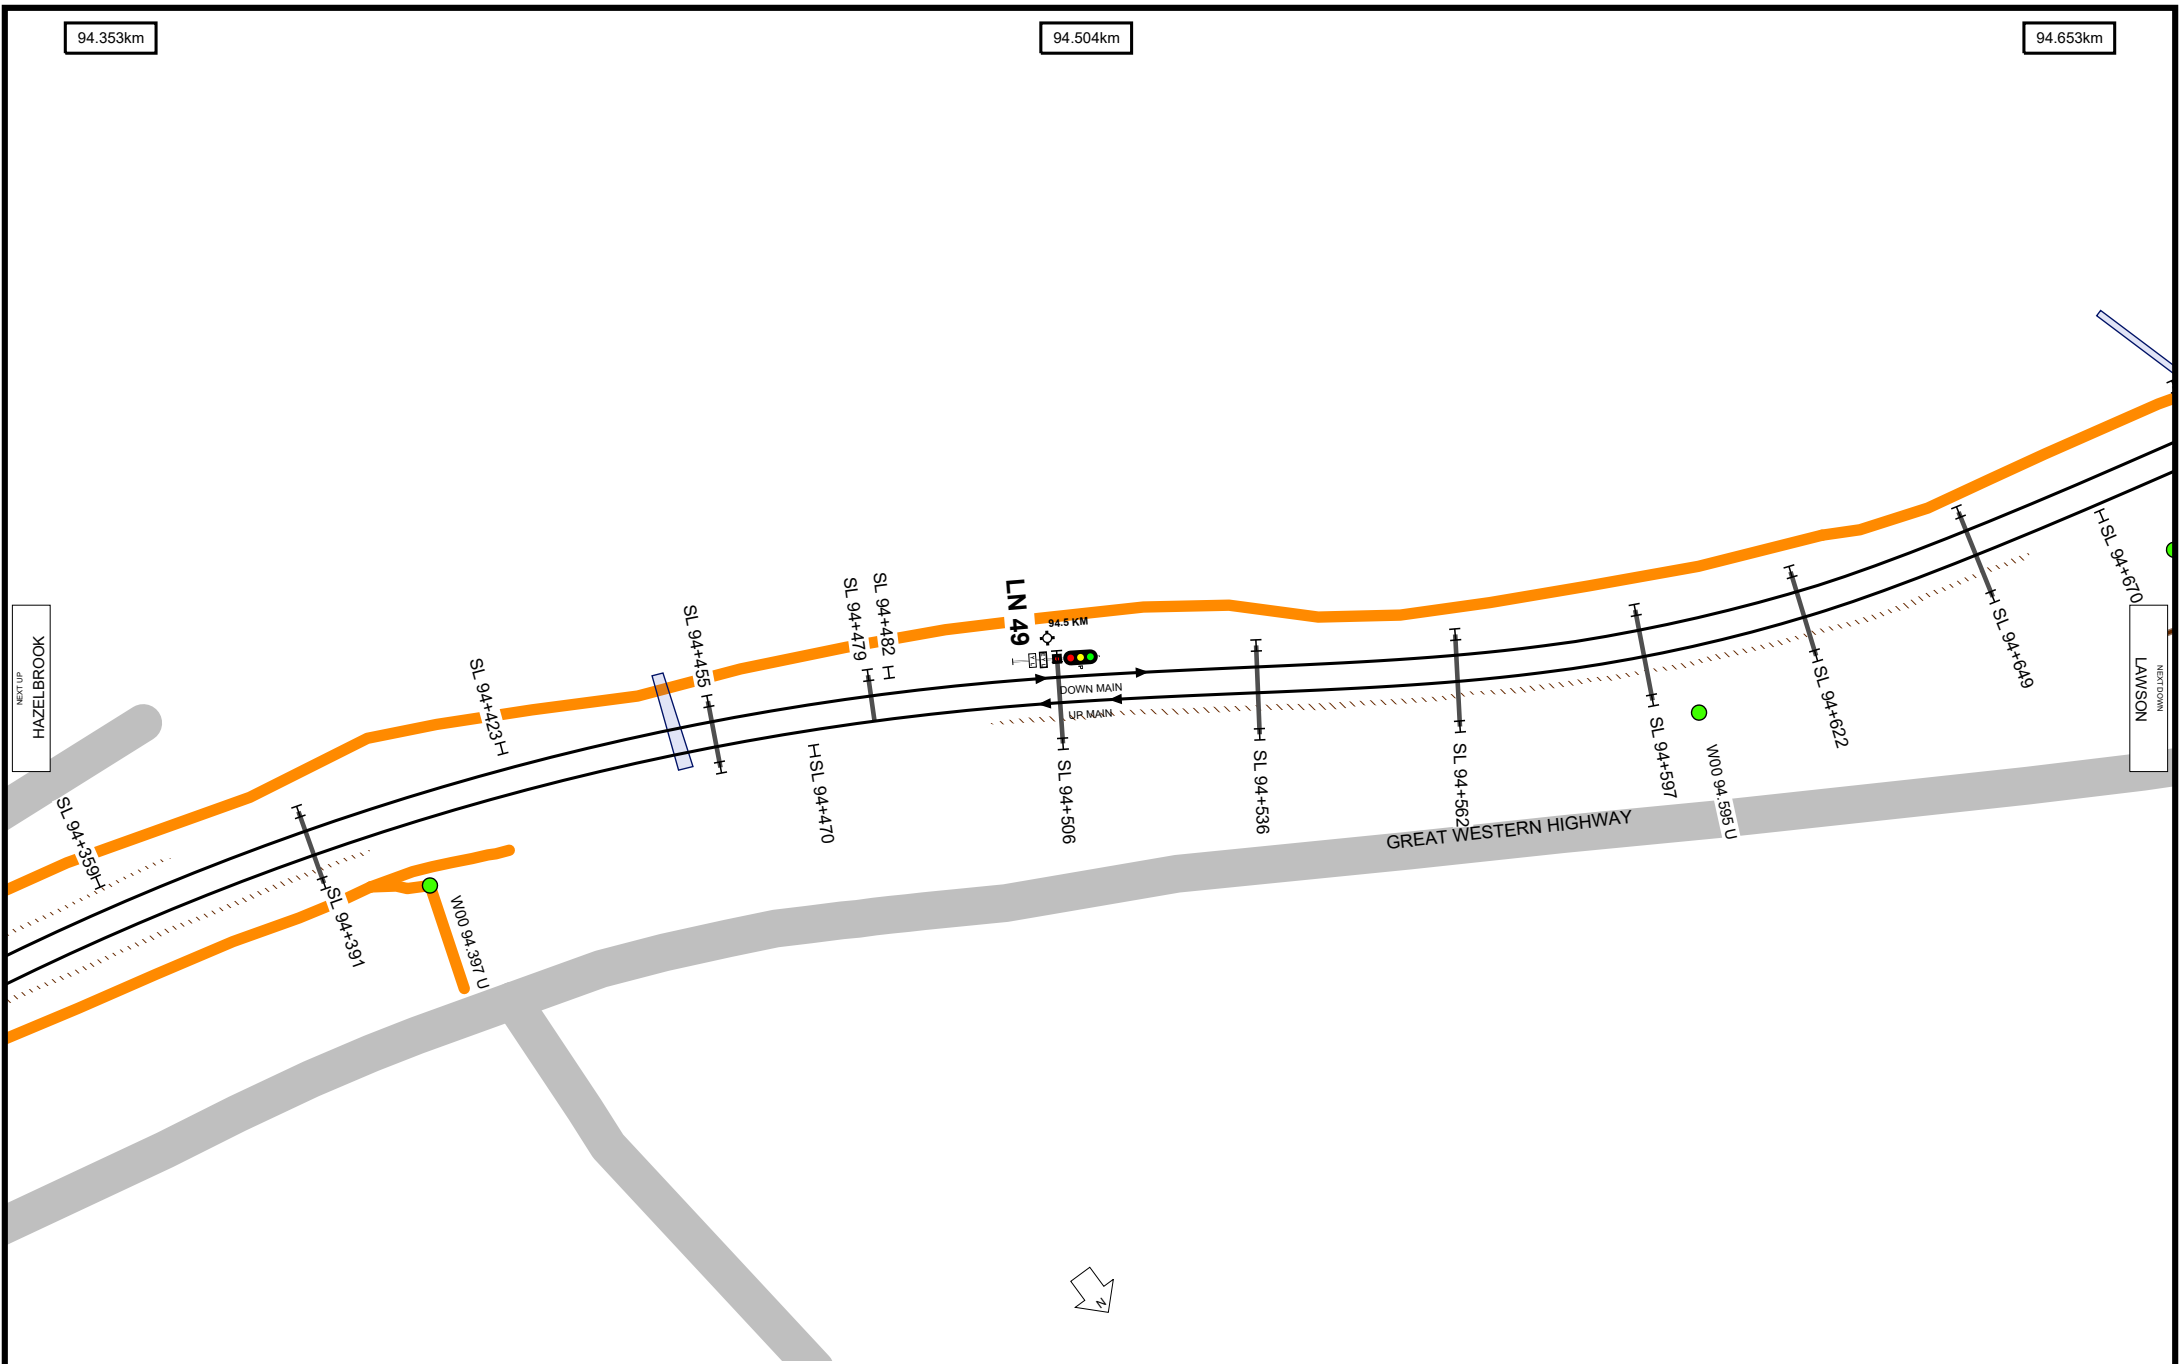 94.353km
94.504km
94.653km
NEXT UP
HAZELBROOK
SL 94+359
SL 94+391
SL 94+423
W00 94.397 U
SL 94+455
SL 94+470
SL 94+479
SL 94+482
LN 49
94.5 KM
DOWN MAIN
UP MAIN
SL 94+506
SL 94+536
SL 94+562
GREAT WESTERN HIGHWAY
SL 94+597
W00 94.595 U
SL 94+622
SL 94+649
SL 94+670
LAWSON
NEXT DOWN
N